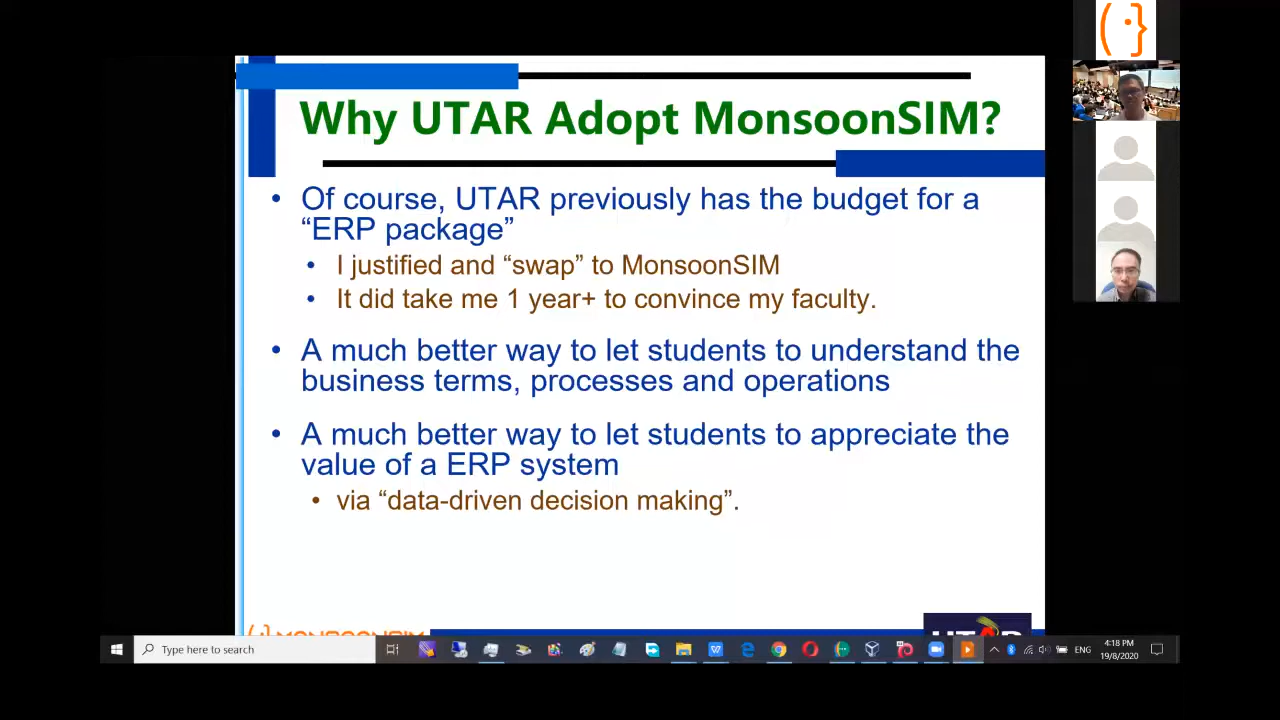 Why UTAR Adopt MonsoonSIM?
• Of course, UTAR previously has the budget for a
“ERP package”
• I justified and “swap” to MonsoonSIM
• It did take me 1 year+ to convince my faculty.
• A much better way to let students to understand the
business terms, processes and operations
• A much better way to let students to appreciate the
value of a ERP system
• via “data-driven decision making”.
MONSOONSIM
UTAR
Type here to search
ENG
4:18 PM
19/8/2020